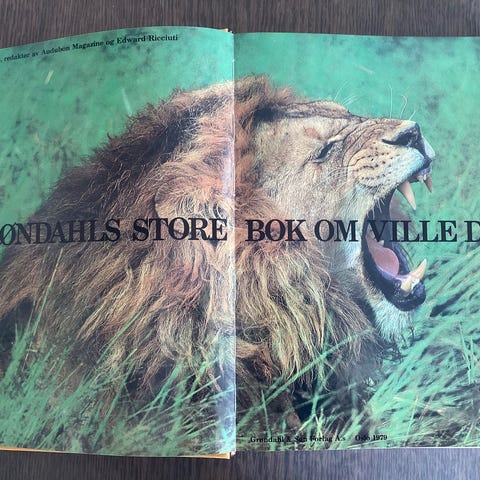 , redaktør av Audubon Magazine og Edward Ricciuti
ØNDAHLS STORE BOK OM VILLE D
Grøndahl & Søn Forlag A.s Oslo 1979